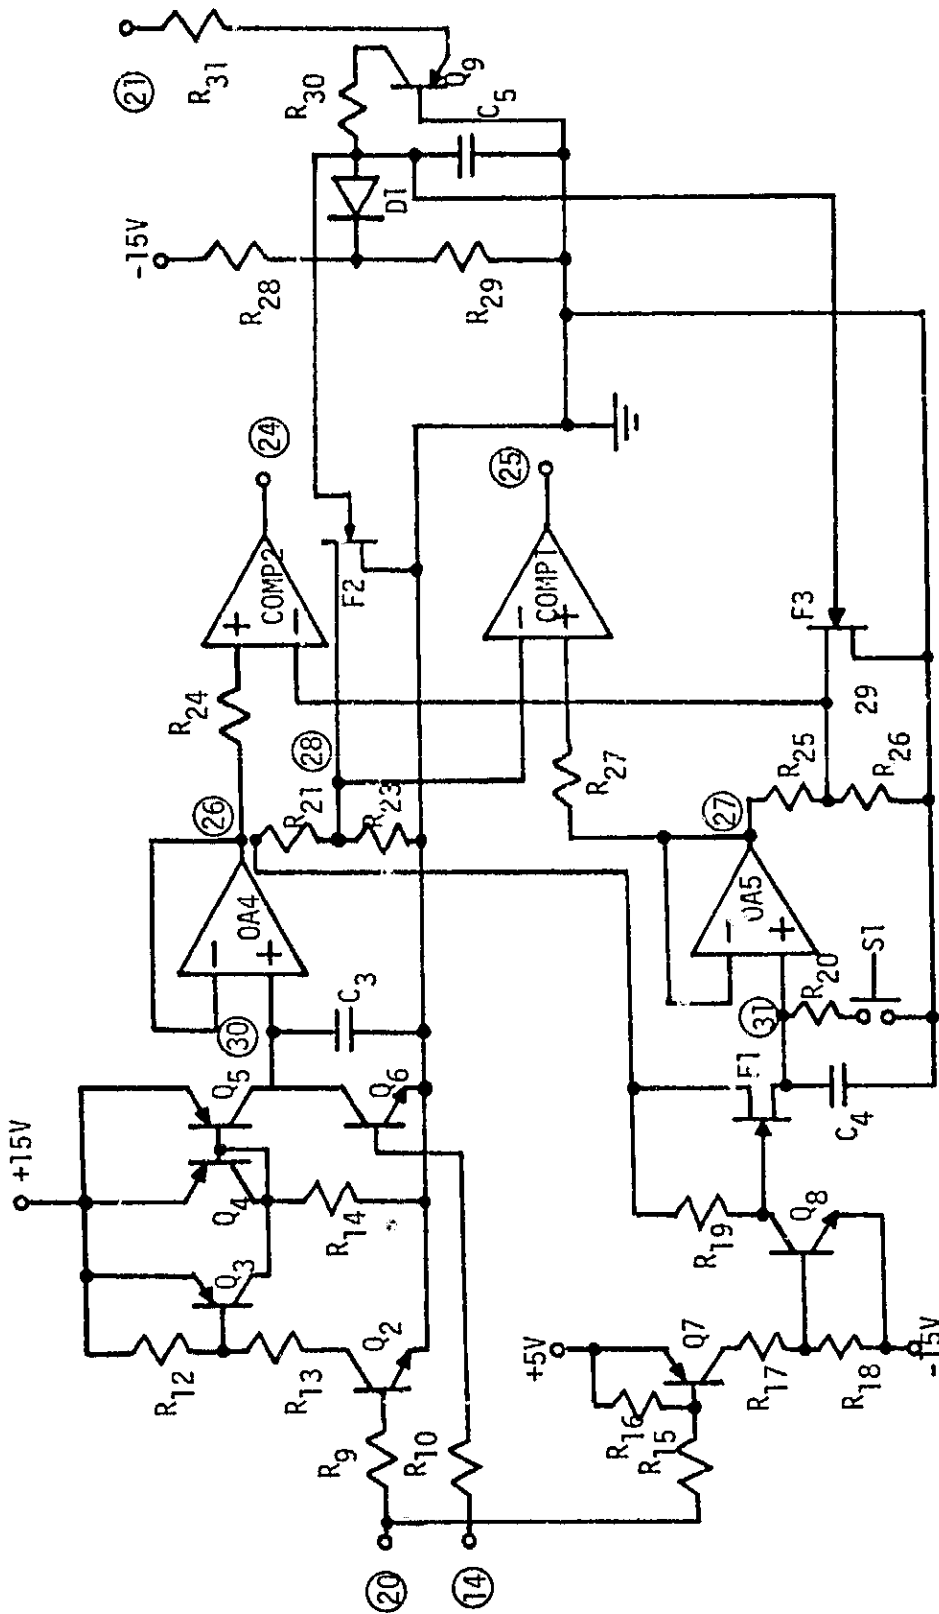 +15V
Q3
Q4
Q5
Q6
Q2
R12
R13
R14
R9
R10
20
14
30
C3
OA4
-
+
26
R21
28
R23
R24
COMP2
+
-
24
F2
-15V
R28
R29
D1
R30
C5
Q9
21
R31
+5V
Q7
R16
R15
R17
R18
-15V
Q8
R19
F1
C4
31
R20
S1
OA5
-
+
27
R25
R26
29
F3
R27
COMP1
-
+
25